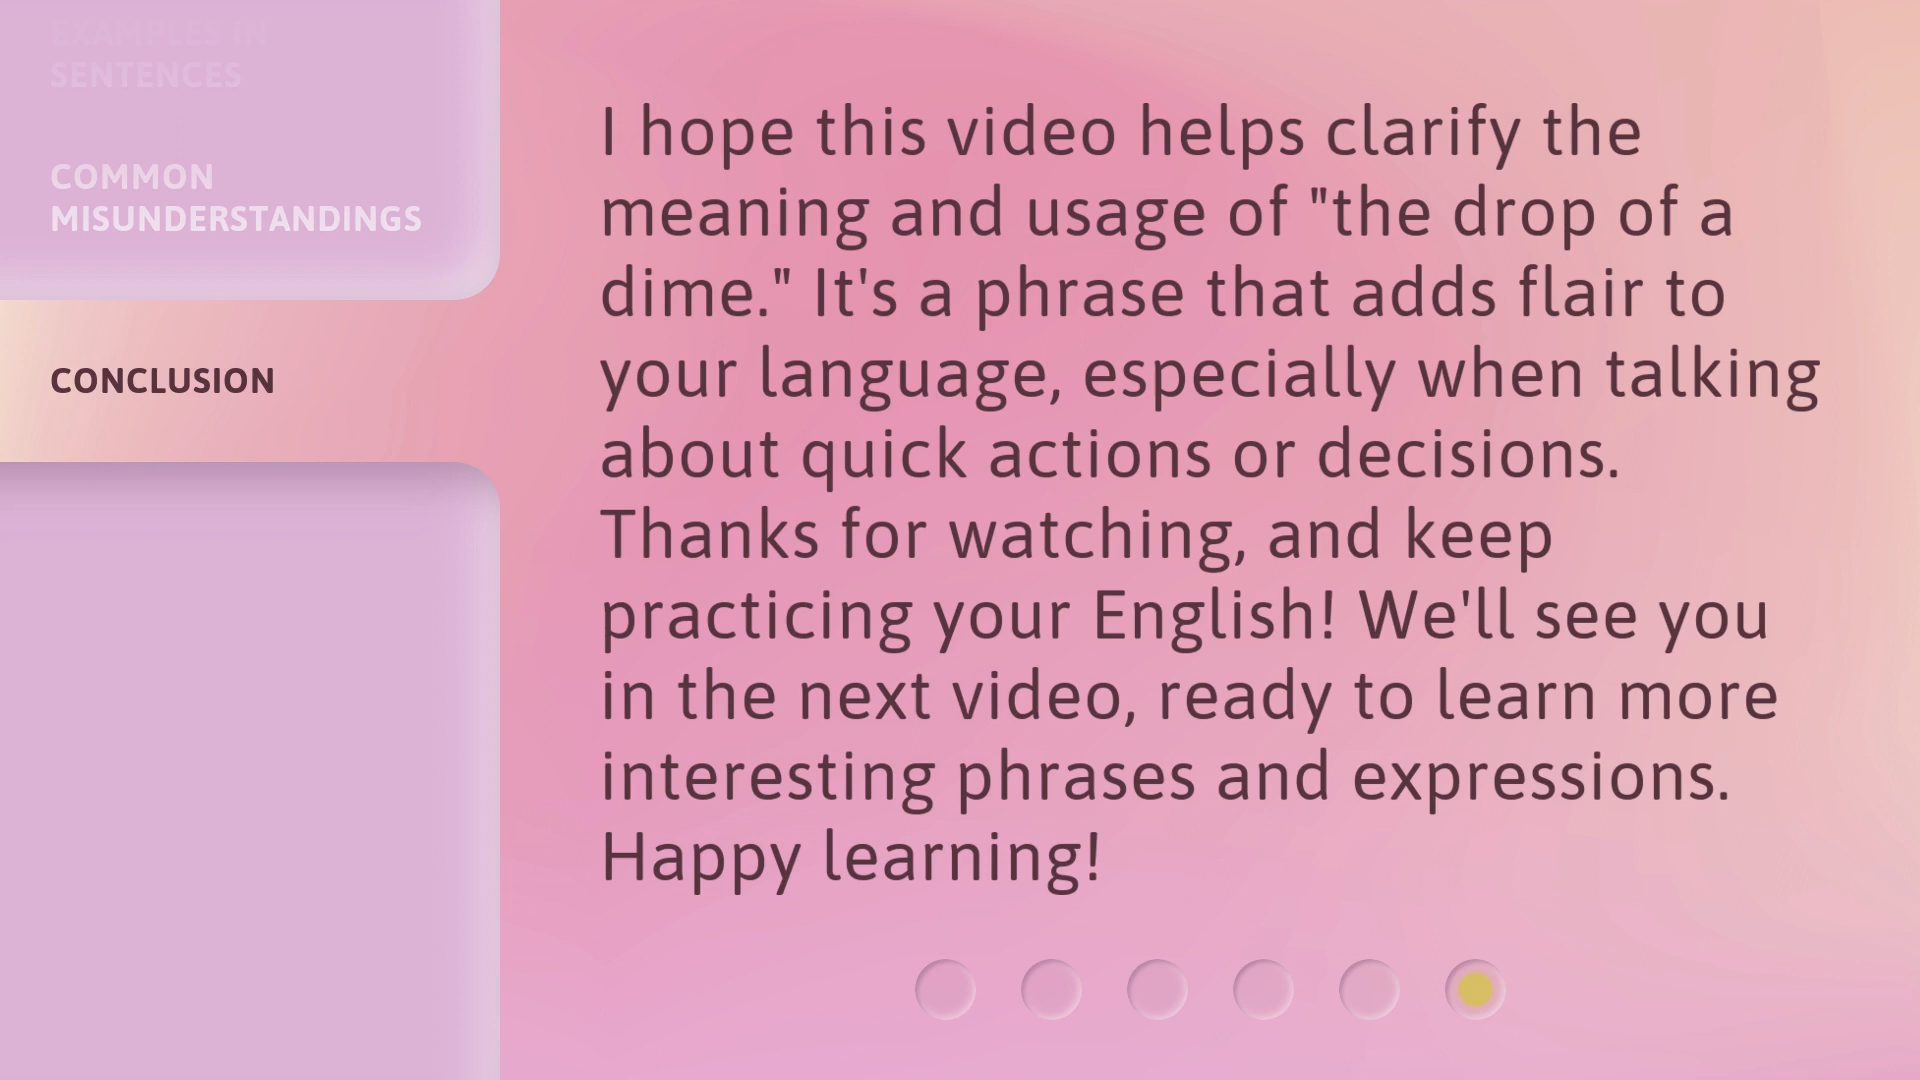 EXAMPLES IN
SENTENCES
COMMON
MISUNDERSTANDINGS
CONCLUSION
I hope this video helps clarify the
meaning and usage of "the drop of a
dime." It's a phrase that adds flair to
your language, especially when talking
about quick actions or decisions.
Thanks for watching, and keep
practicing your English! We'll see you
in the next video, ready to learn more
interesting phrases and expressions.
Happy learning!